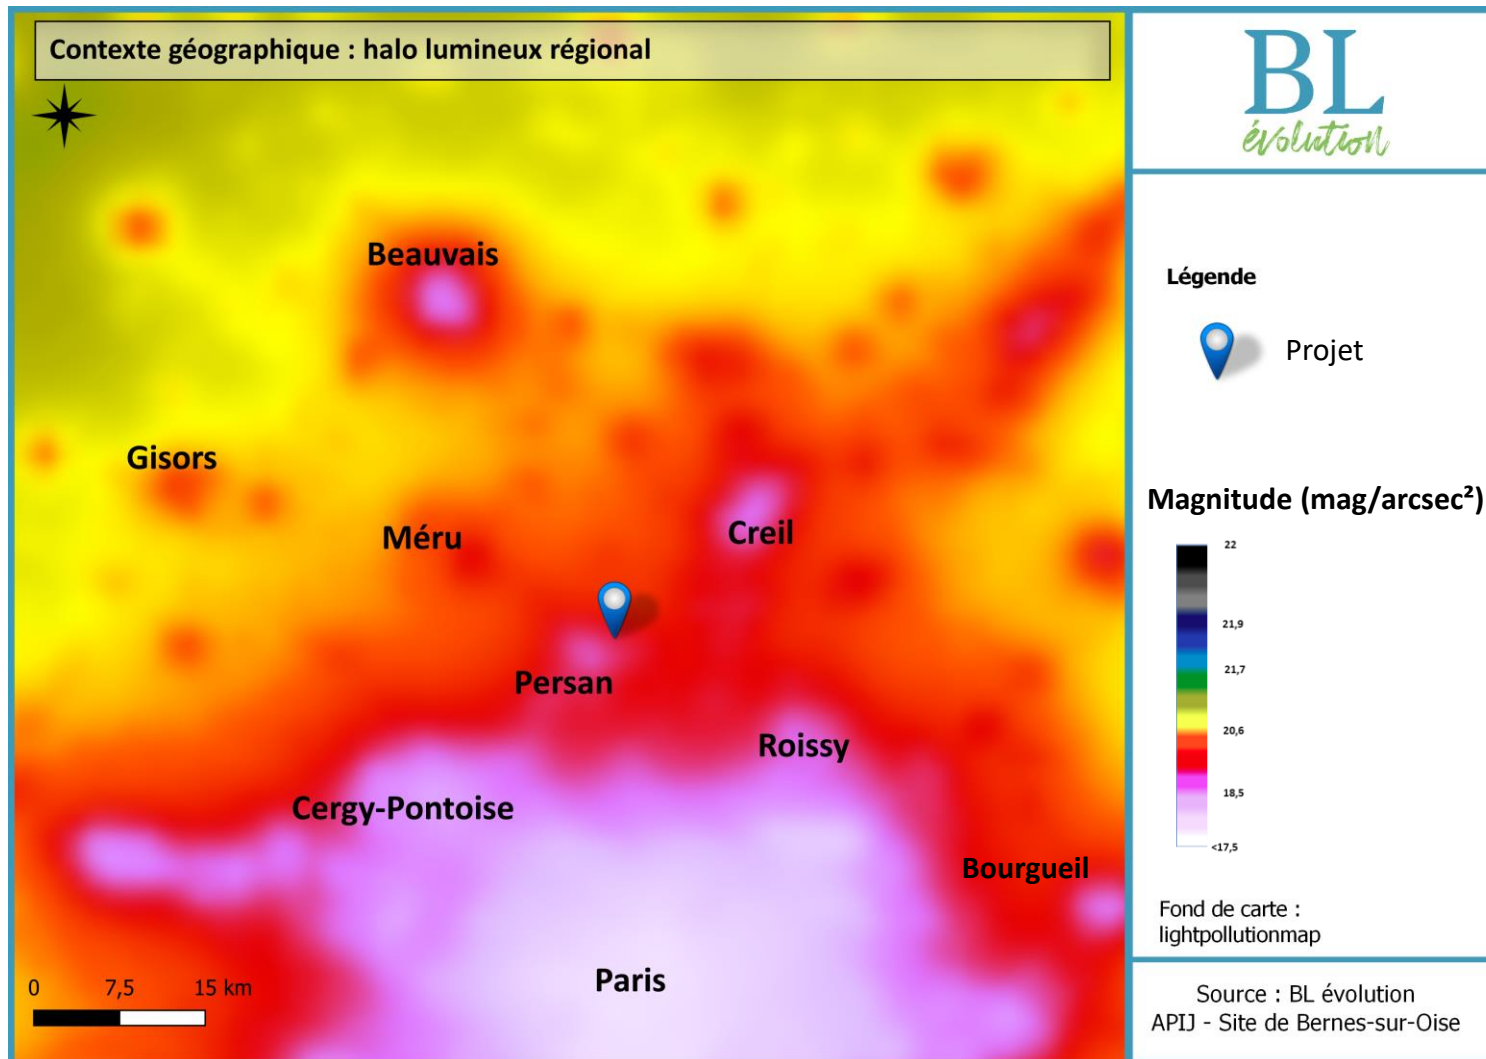 Contexte géographique : halo lumineux régional
BL
évolution
Beauvais
Gisors
Méru
Creil
Persan
Roissy
Cergy-Pontoise
Bourgueil
Paris
0 7,5 15 km
Légende
Projet
Magnitude (mag/arcsec²)
22
21,9
21,7
20,6
18,5
<17,5
Fond de carte :
lightpollutionmap
Source : BL évolution
APIJ - Site de Bernes-sur-Oise